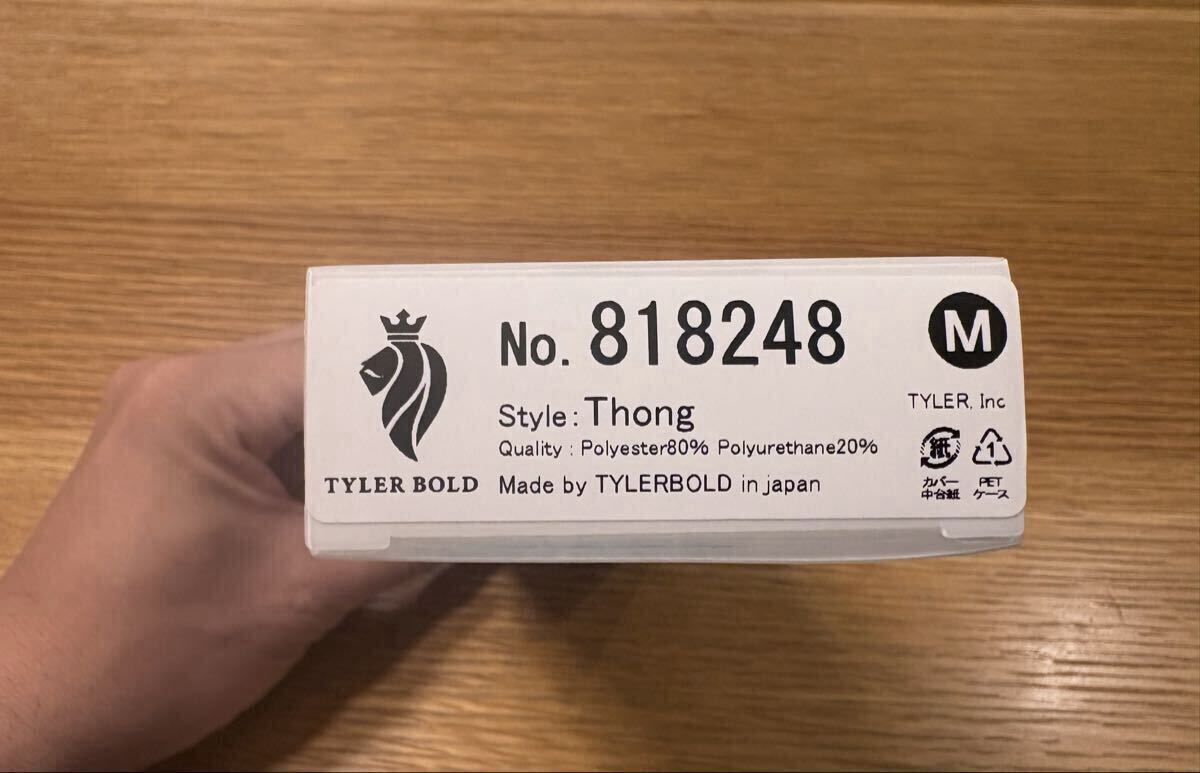 No. 818248
M
Style: Thong
TYLER, Inc
Quality : Polyester80% Polyurethane20%
TYLER BOLD
Made by TYLERBOLD in japan
紙
1
カバー
中台紙
PET
ケース